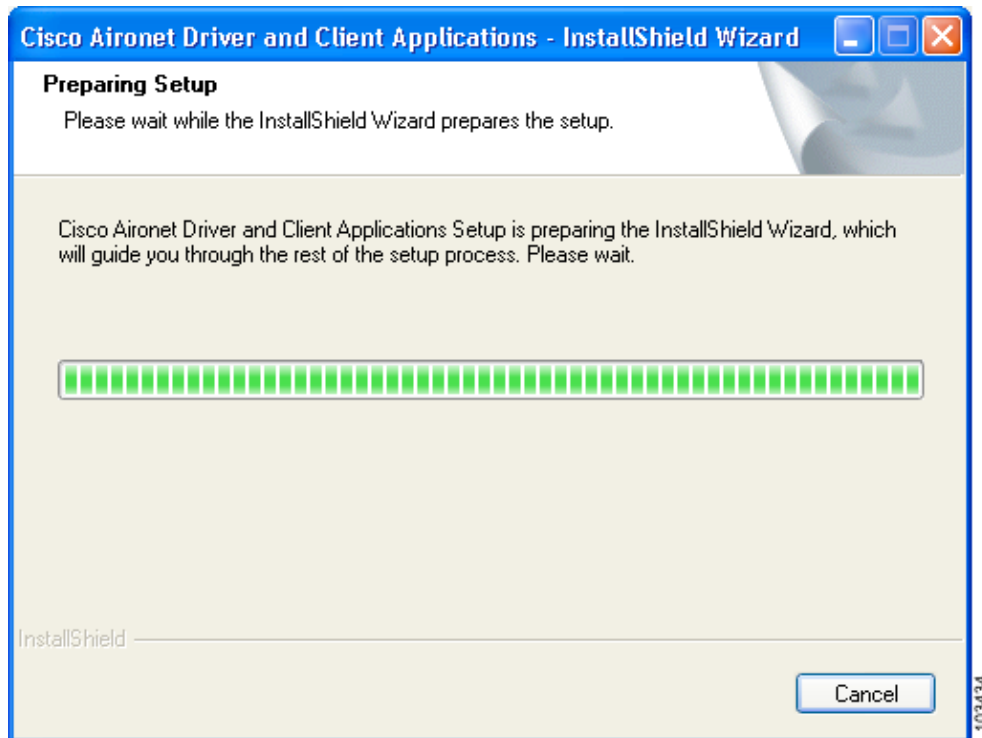 Cisco Aironet Driver and Client Applications - InstallShield Wizard
Preparing Setup
Please wait while the InstallShield Wizard prepares the setup.
Cisco Aironet Driver and Client Applications Setup is preparing the InstallShield Wizard, which
will guide you through the rest of the setup process. Please wait.
InstallShield
Cancel